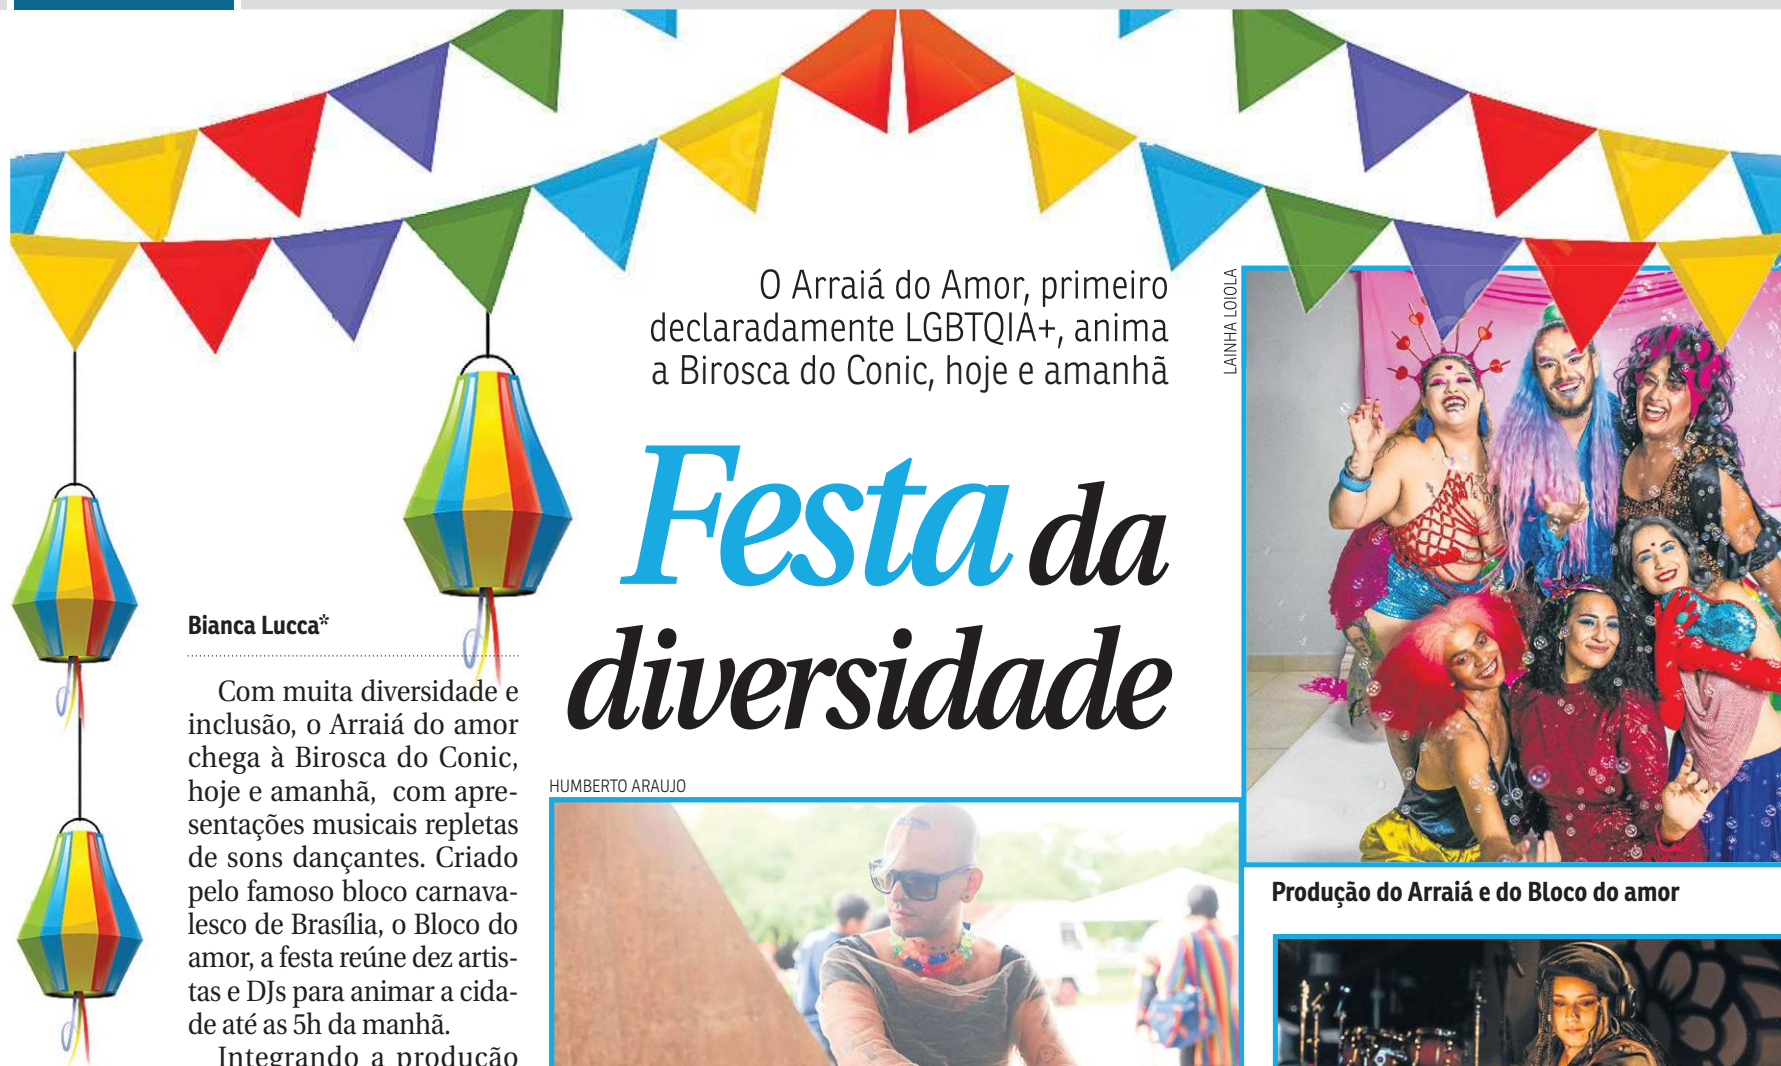 O Arraiá do Amor, primeiro
declaradamente LGBTQIA+, anima
a Birosca do Conic, hoje e amanhã
Festa da
diversidade
Bianca Lucca*
Com muita diversidade e
inclusão, o Arraiá do amor
chega à Birosca do Conic,
hoje e amanhã, com apre-
sentações musicais repletas
de sons dançantes. Criado
pelo famoso bloco carnava-
lesco de Brasília, o Bloco do
amor, a festa reúne dez artis-
tas e DJs para animar a cida-
de até as 5h da manhã.
Integrando a produção
HUMBERTO ARAUJO
LAINHA LOIOLA
Produção do Arraiá e do Bloco do amor